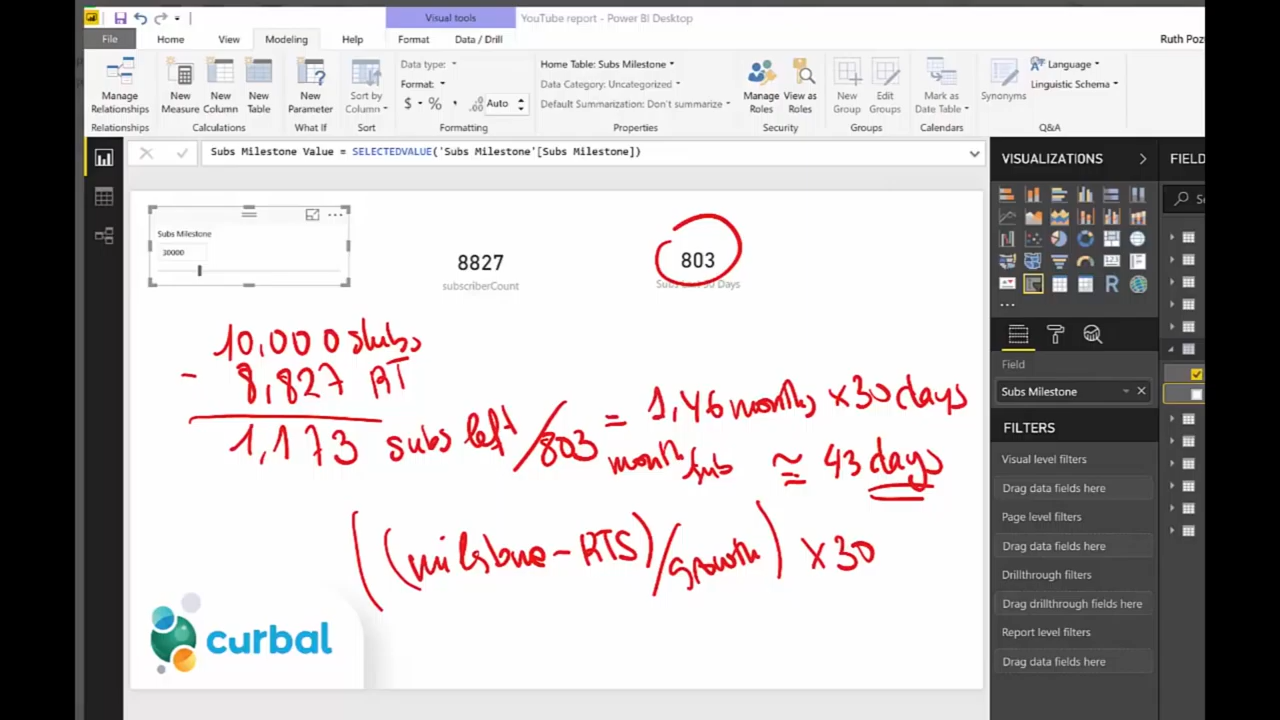 Visual tools
YouTube report - Power BI Desktop
File
Home
View
Modeling
Help
Format
Data / Drill
Ruth Poz
Manage Relationships
New Measure
New Column
New Table
New Parameter
Sort by Column
Data type:
Format:
$ % , .00 Auto
Home Table: Subs Milestone
Data Category: Uncategorized
Default Summarization: Don't summarize
Manage Roles
View as Roles
New Group
Edit Groups
Mark as Date Table
Synonyms
Language
Linguistic Schema
Relationships
Calculations
What If
Sort
Formatting
Properties
Security
Groups
Calendars
Q&A
Subs Milestone Value = SELECTEDVALUE('Subs Milestone'[Subs Milestone])
Subs Milestone
8827
subscriberCount
803
Subs Last 30 Days
10,000 subs
- 8,827 RT
1,173 subs left / 803 = 1,46 months x 30 days
month sub ≅ 43 days
((milestone - RTS) / growth) x 30
curbal
VISUALIZATIONS
FIEL
Se
R
Field
Subs Milestone
FILTERS
Visual level filters
Drag data fields here
Page level filters
Drag data fields here
Drillthrough filters
Drag drillthrough fields here
Report level filters
Drag data fields here